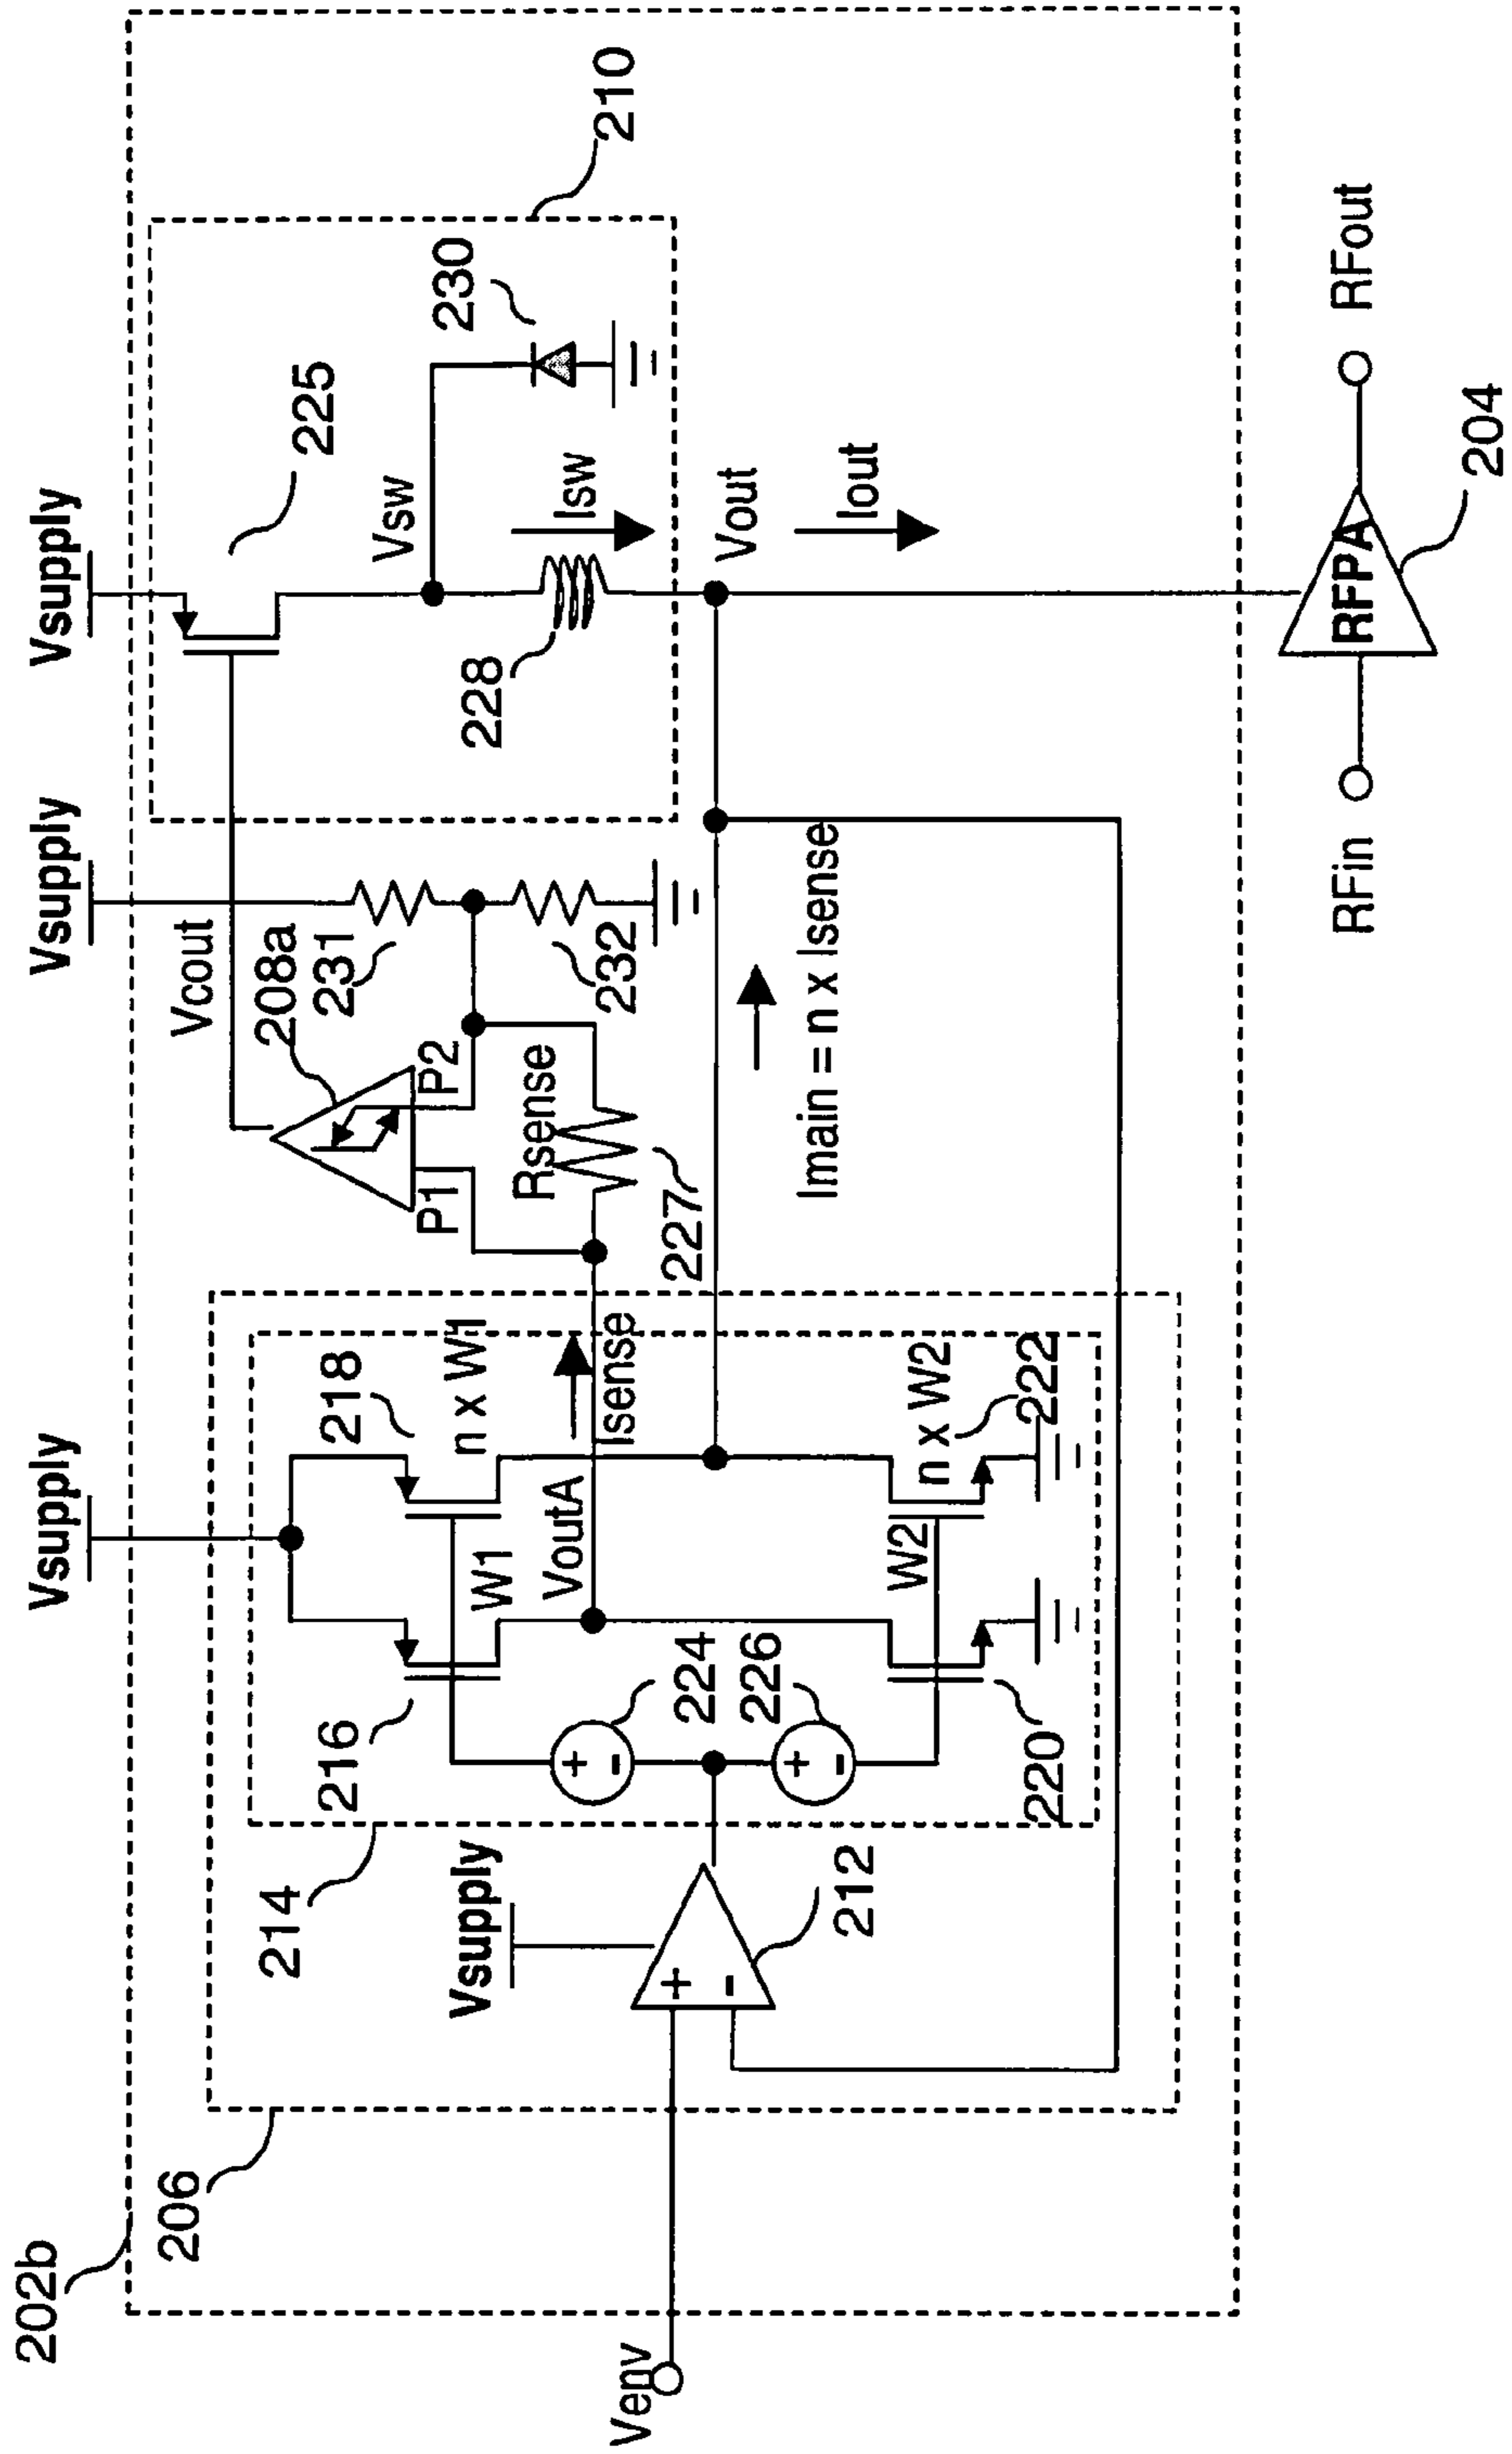 202b
206
Venv
214
Vsupply
212
Vsupply
216
218
W1
n x W1
VoutA
Isense
224
226
W2
n x W2
220
222
Vsupply
Vcout
208a
P1
P2
Rsense
227
231
232
Imain = n x Isense
Vsupply
225
210
Vsw
230
228
Isw
Vout
Iout
RFin
RFPA
RFout
204